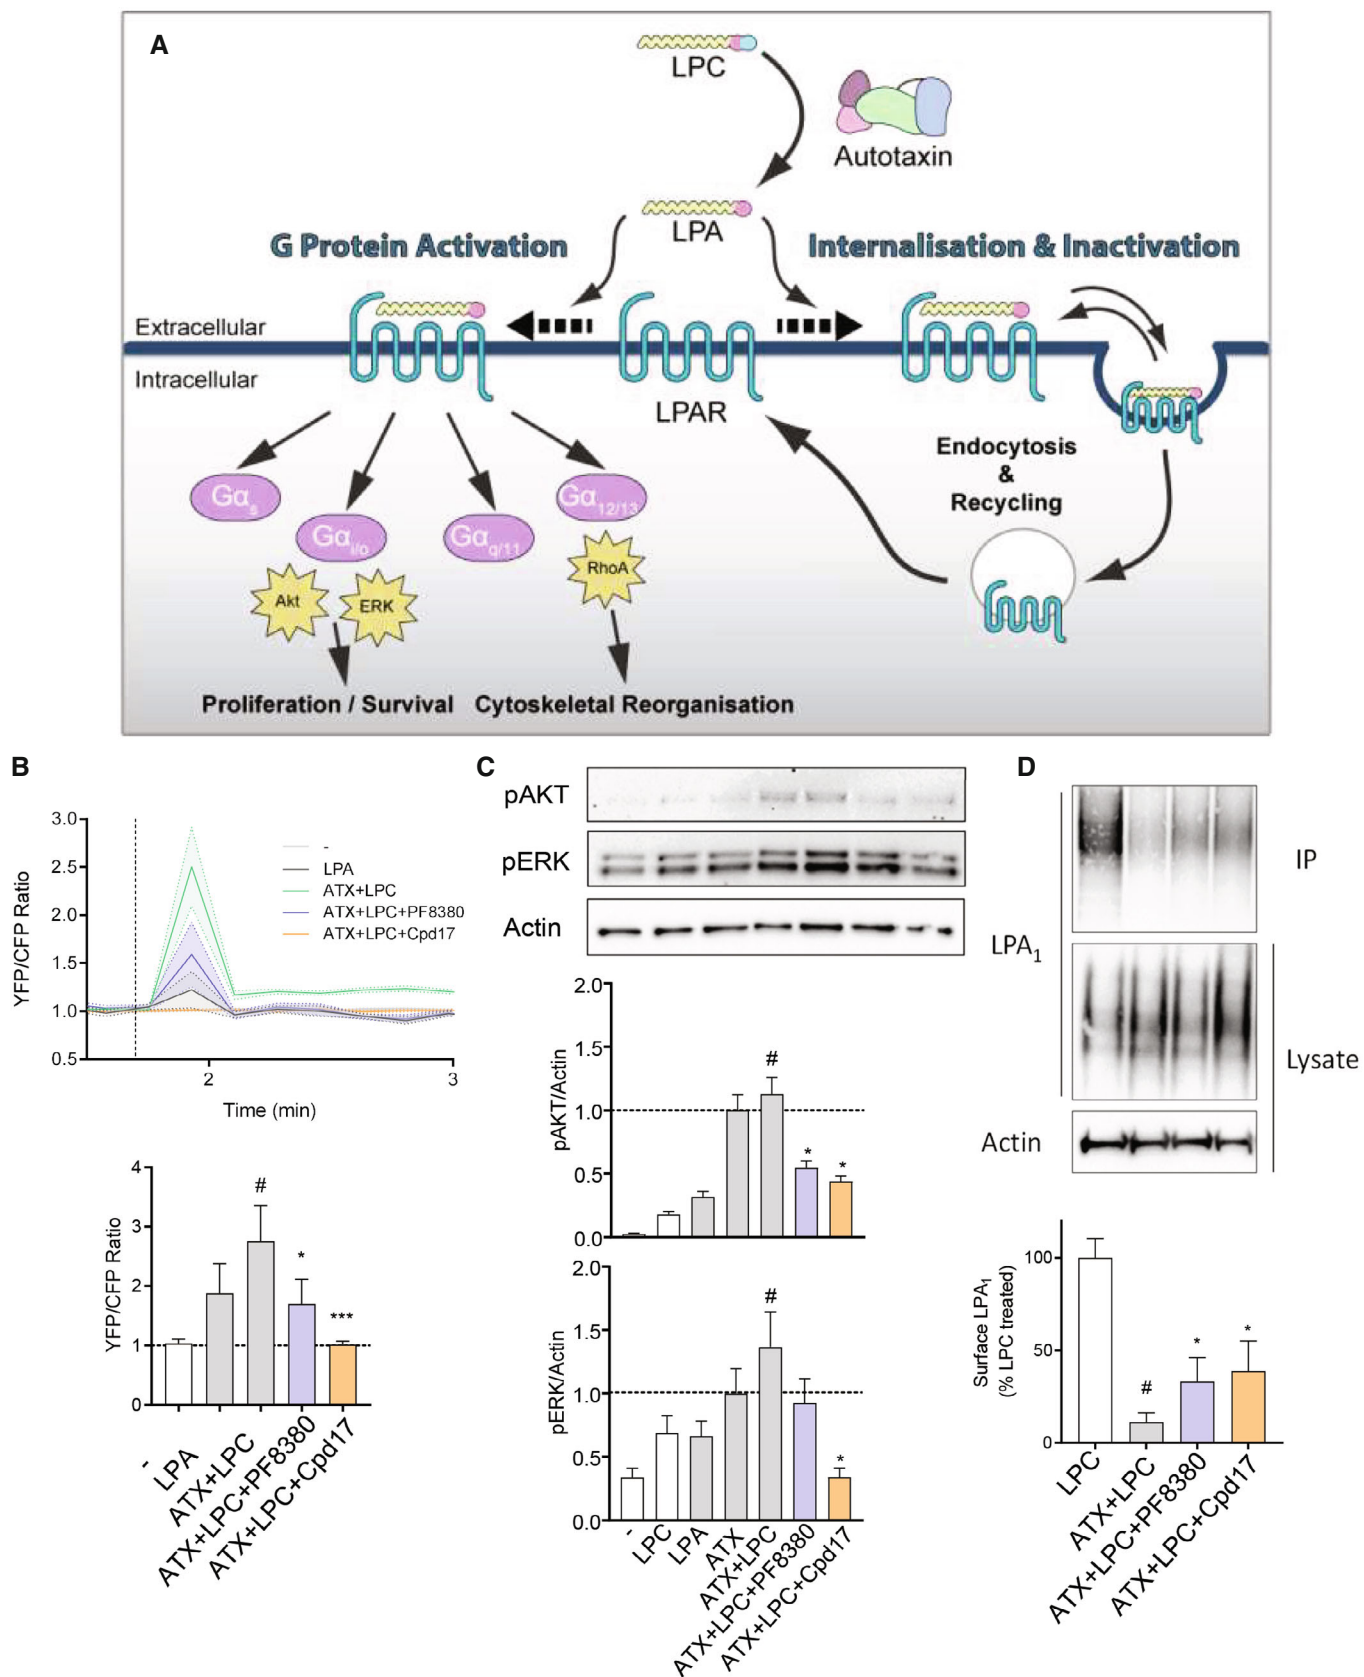 A
LPC
Autotaxin
LPA
G Protein Activation
Internalisation & Inactivation
Extracellular
Intracellular
LPAR
Endocytosis
&
Recycling
Gαs
Gαi/o
Gαq/11
Gα12/13
Akt
ERK
RhoA
Proliferation / Survival
Cytoskeletal Reorganisation
B
3.0
2.5
2.0
1.5
1.0
0.5
YFP/CFP Ratio
-
LPA
ATX+LPC
ATX+LPC+PF8380
ATX+LPC+Cpd17
2
3
Time (min)
4
3
2
1
0
YFP/CFP Ratio
#
*
***
-
LPA
ATX+LPC
ATX+LPC+PF8380
ATX+LPC+Cpd17
C
pAKT
pERK
Actin
2.0
1.5
1.0
0.5
0.0
pAKT/Actin
#
*
*
2.0
1.5
1.0
0.5
0.0
pERK/Actin
#
*
-
LPC
LPA
ATX
ATX+LPC
ATX+LPC+PF8380
ATX+LPC+Cpd17
D
IP
LPA1
Lysate
Actin
100
50
0
Surface LPA1
(% LPC treated)
#
*
*
LPC
ATX+LPC
ATX+LPC+PF8380
ATX+LPC+Cpd17